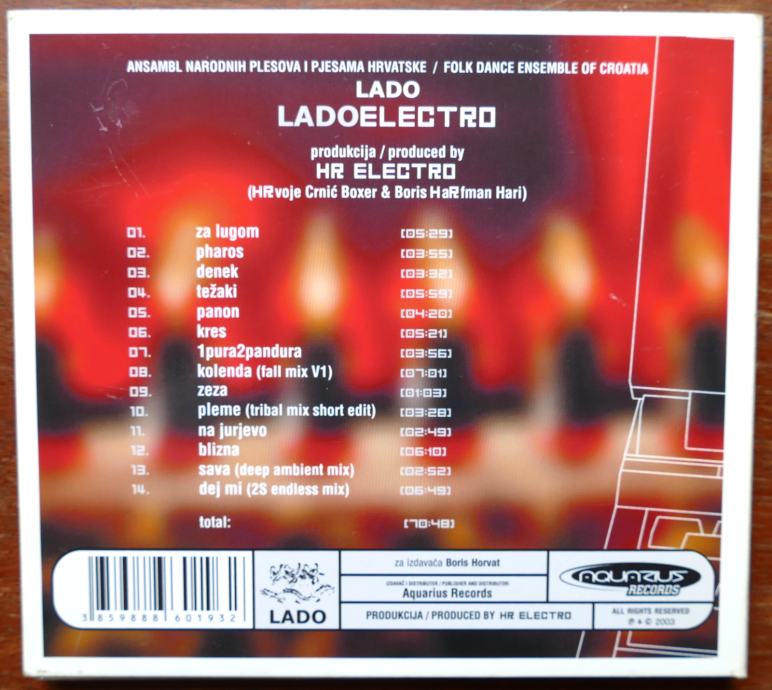 ANSAMBL NARODNIH PLESOVA I PJESAMA HRVATSKE / FOLK DANCE ENSEMBLE OF CROATIA
LADO
LADOELECTRO
produkcija / produced by
HR ELECTRO
(HRvoje Crnić Boxer & Boris HaRfman Hari)
01. za lugom [05:29]
02. pharos [03:55]
03. denek [03:32]
04. težaki [05:59]
05. panon [04:20]
06. kres [05:21]
07. 1pura2pandura [03:56]
08. kolenda (fall mix V1) [07:01]
09. zeza [01:03]
10. pleme (tribal mix short edit) [03:28]
11. na jurjevo [02:49]
12. blizna [06:10]
13. sava (deep ambient mix) [02:52]
14. dej mi (2S endless mix) [06:49]
total: [70:48]
3 859888 601932
LADO
za izdavača Boris Horvat
IZDAVAČ I DISTRIBUTER / PUBLISHER AND DISTRIBUTOR:
Aquarius Records
PRODUKCIJA / PRODUCED BY HR ELECTRO
AQUARIUS
RECORDS
ALL RIGHTS RESERVED
℗ & © 2003